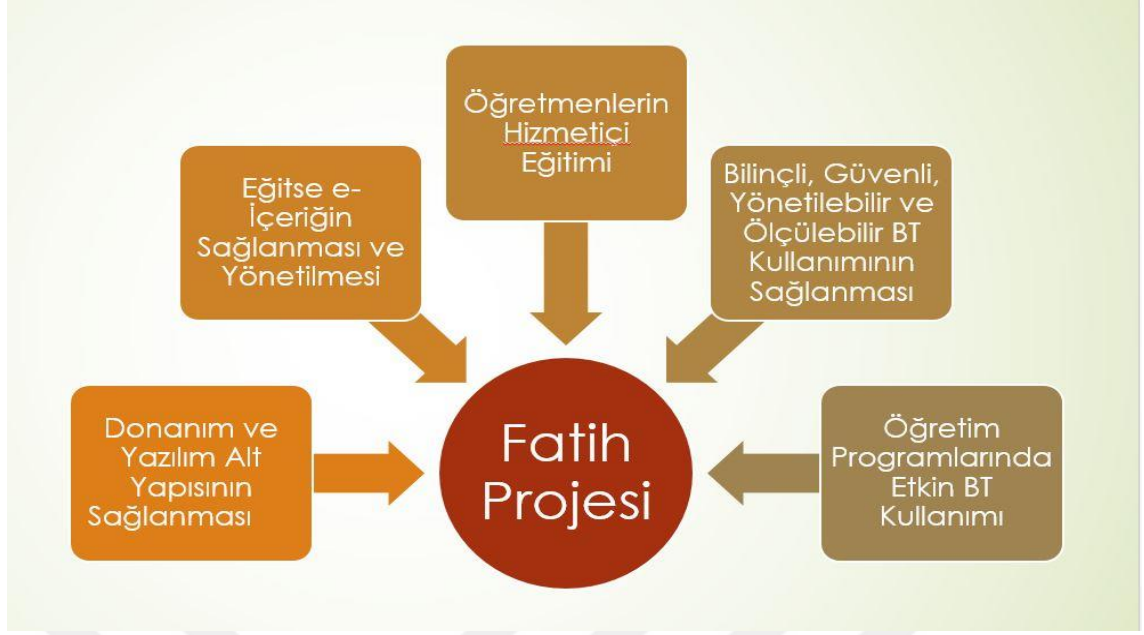 Öğretmenlerin
Hizmetiçi
Eğitimi
Eğitse e-
İçeriğin
Sağlanması ve
Yönetilmesi
Bilinçli, Güvenli,
Yönetilebilir ve
Ölçülebilir BT
Kullanımının
Sağlanması
Donanım ve
Yazılım Alt
Yapısının
Sağlanması
Fatih
Projesi
Öğretim
Programlarında
Etkin BT
Kullanımı